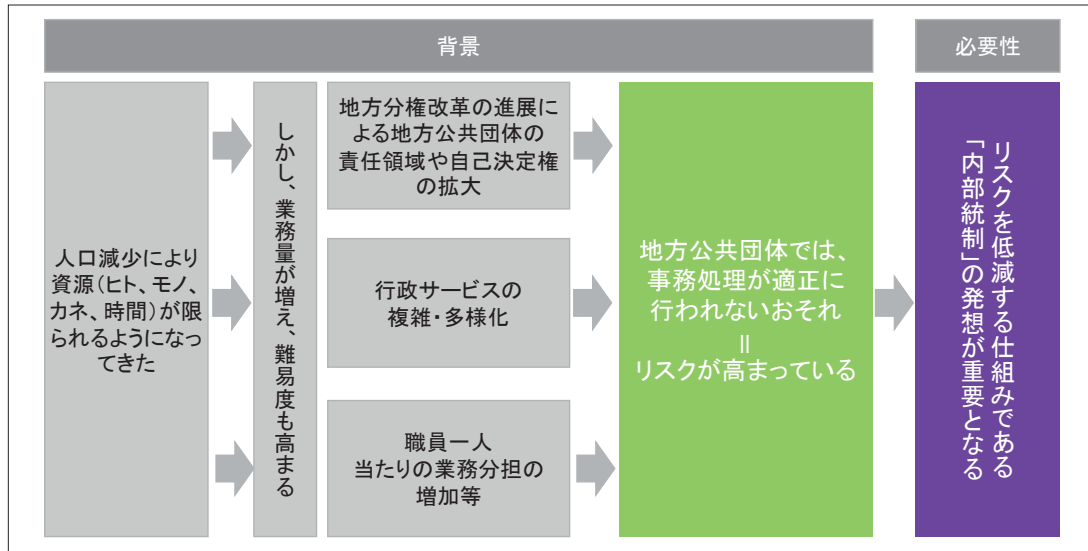 背景
必要性
人口減少により
資源(ヒト、モノ、
カネ、時間)が限
られるようになっ
てきた
しかし、業務量が増え、難易度も高まる
地方分権改革の進展に
よる地方公共団体の
責任領域や自己決定権
の拡大
行政サービスの
複雑・多様化
職員一人
当たりの業務分担の
増加等
地方公共団体では、
事務処理が適正に
行われないおそれ
||
リスクが高まっている
リスクを低減する仕組みである
「内部統制」の発想が重要となる